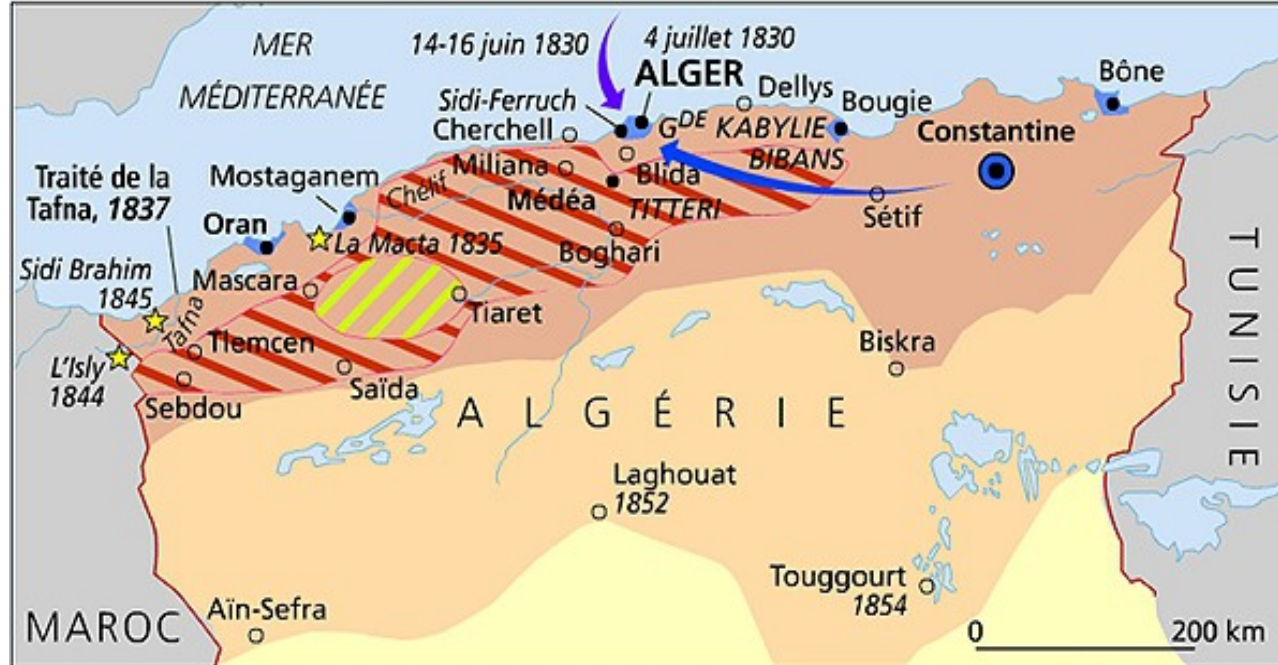 MER
MÉDITERRANÉE
14-16 juin 1830
4 juillet 1830
ALGER
Sidi-Ferruch
Cherchell
Dellys
Bougie
Bône
GDE KABYLIE
BIBANS
Constantine
Miliana
Blida
Médéa
TITTERI
Sétif
Chélif
Boghari
Traité de la
Tafna, 1837
Mostaganem
Oran
La Macta 1835
Sidi Brahim
1845
Mascara
Tiaret
Tafna
Tlemcen
L'Isly
1844
Sebdou
Saïda
Biskra
ALGÉRIE
TUNISIE
Laghouat
1852
Touggourt
1854
Aïn-Sefra
MAROC
0 200 km